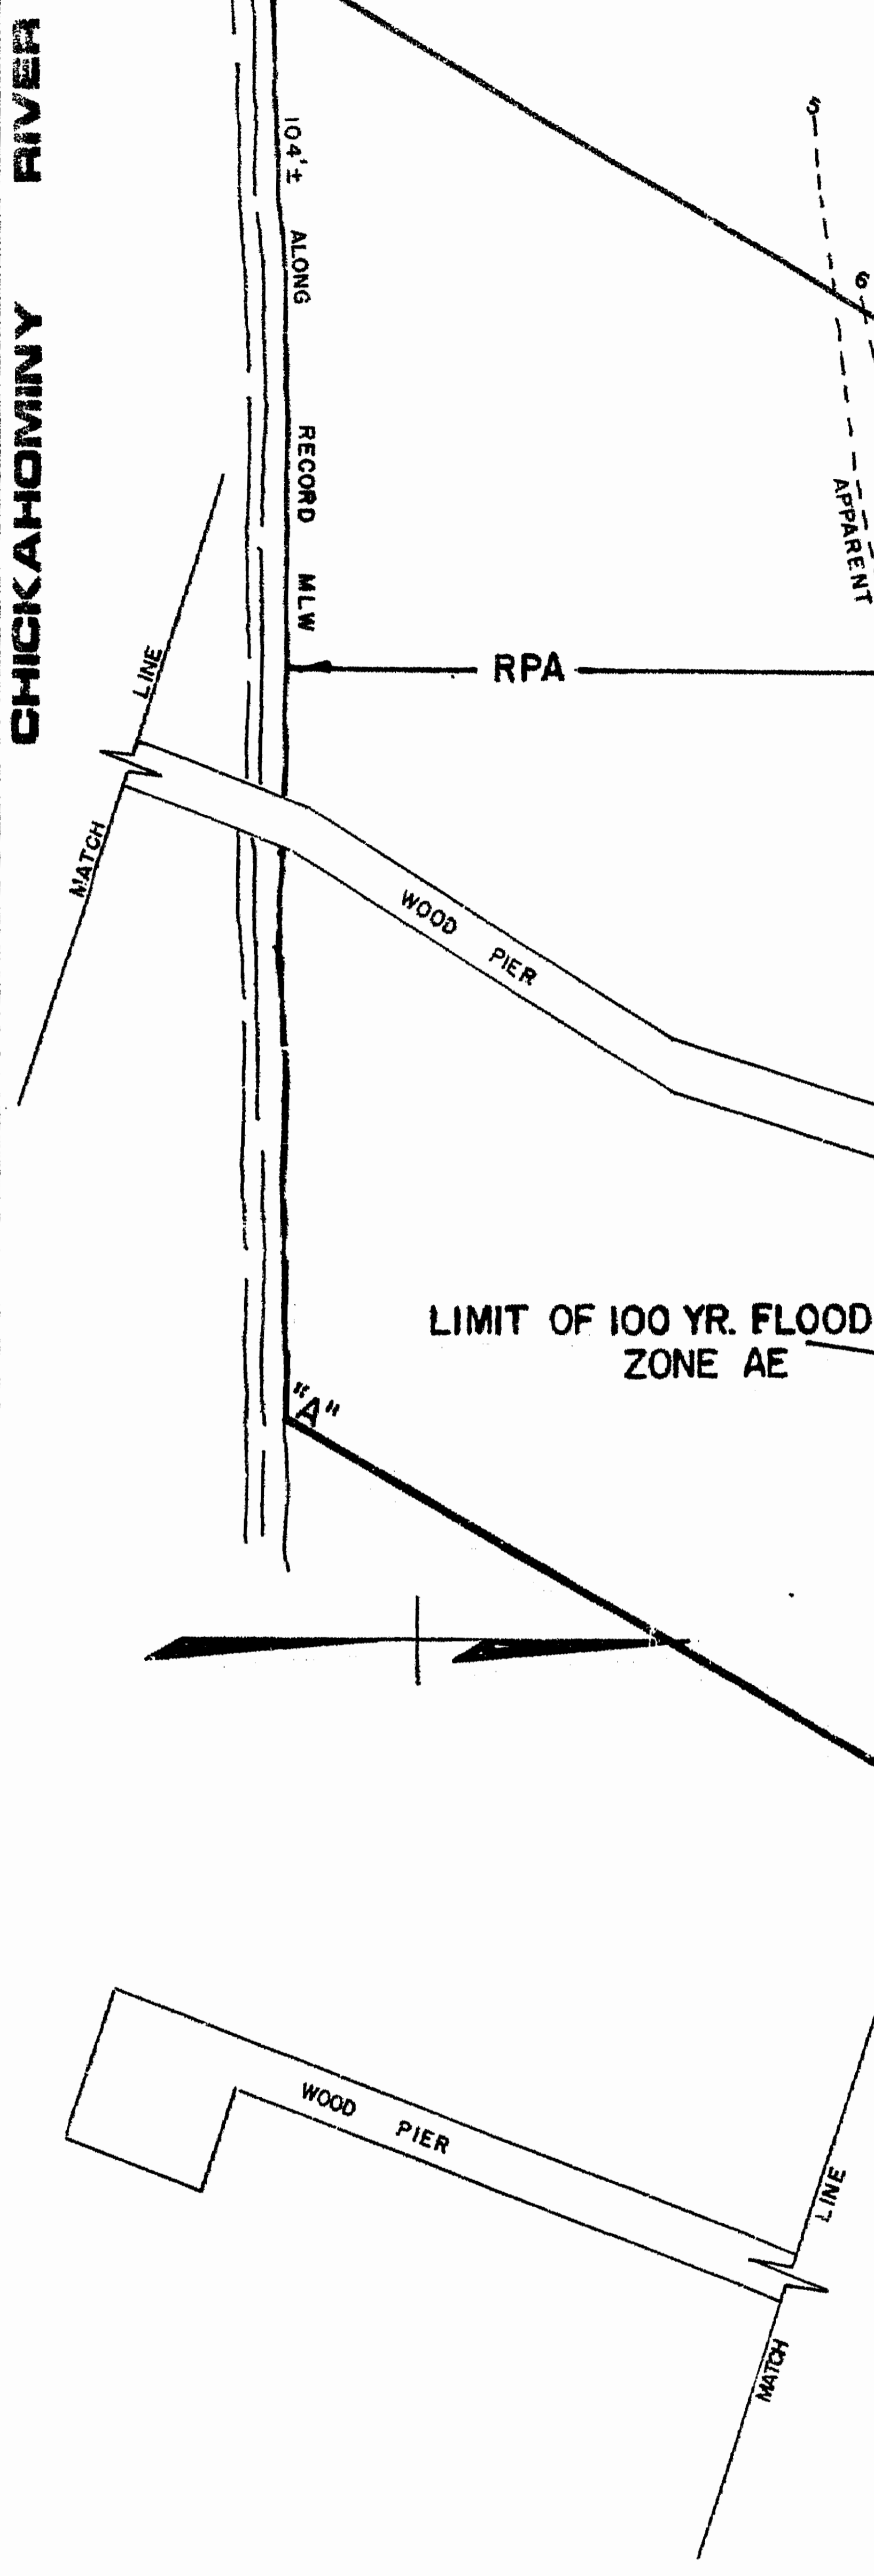 CHICKAHOMINY RIVER
104'± ALONG RECORD MLW
5
6
APPARENT
MATCH LINE
RPA
WOOD PIER
LIMIT OF 100 YR. FLOOD
ZONE AE
"A"
WOOD PIER
MATCH LINE